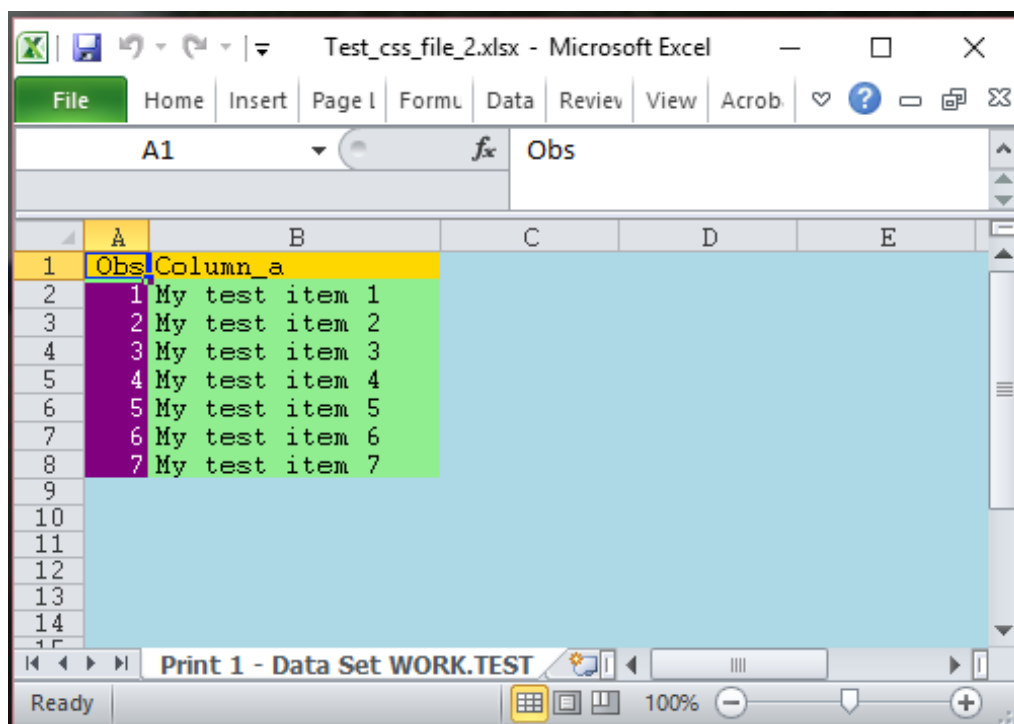 Test_css_file_2.xlsx - Microsoft Excel
File Home Insert Page L Formu Data Review View Acrob
A1 fx Obs
A B C D E
1 Obs Column_a
2 1 My test item 1
3 2 My test item 2
4 3 My test item 3
5 4 My test item 4
6 5 My test item 5
7 6 My test item 6
8 7 My test item 7
9
10
11
12
13
14
15
Print 1 - Data Set WORK.TEST
Ready 100%